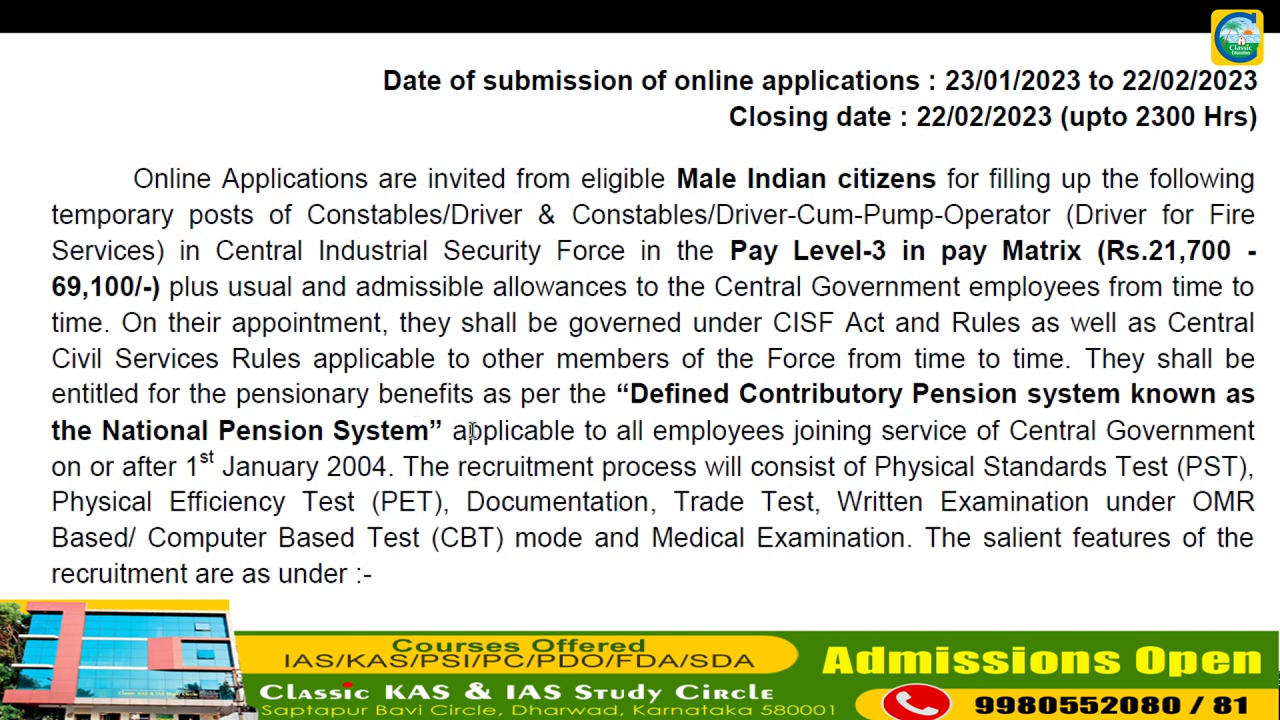 Classic
Education
Date of submission of online applications : 23/01/2023 to 22/02/2023
Closing date : 22/02/2023 (upto 2300 Hrs)
Online Applications are invited from eligible Male Indian citizens for filling up the following
temporary posts of Constables/Driver & Constables/Driver-Cum-Pump-Operator (Driver for Fire
Services) in Central Industrial Security Force in the Pay Level-3 in pay Matrix (Rs.21,700 -
69,100/-) plus usual and admissible allowances to the Central Government employees from time to
time. On their appointment, they shall be governed under CISF Act and Rules as well as Central
Civil Services Rules applicable to other members of the Force from time to time. They shall be
entitled for the pensionary benefits as per the “Defined Contributory Pension system known as
the National Pension System” applicable to all employees joining service of Central Government
on or after 1st January 2004. The recruitment process will consist of Physical Standards Test (PST),
Physical Efficiency Test (PET), Documentation, Trade Test, Written Examination under OMR
Based/ Computer Based Test (CBT) mode and Medical Examination. The salient features of the
recruitment are as under :-
Courses Offered
IAS/KAS/PSI/PC/PDO/FDA/SDA
Classic KAS & IAS Study Circle
Saptapur Bavi Circle, Dharwad, Karnataka 580001
Admissions Open
9980552080 / 81